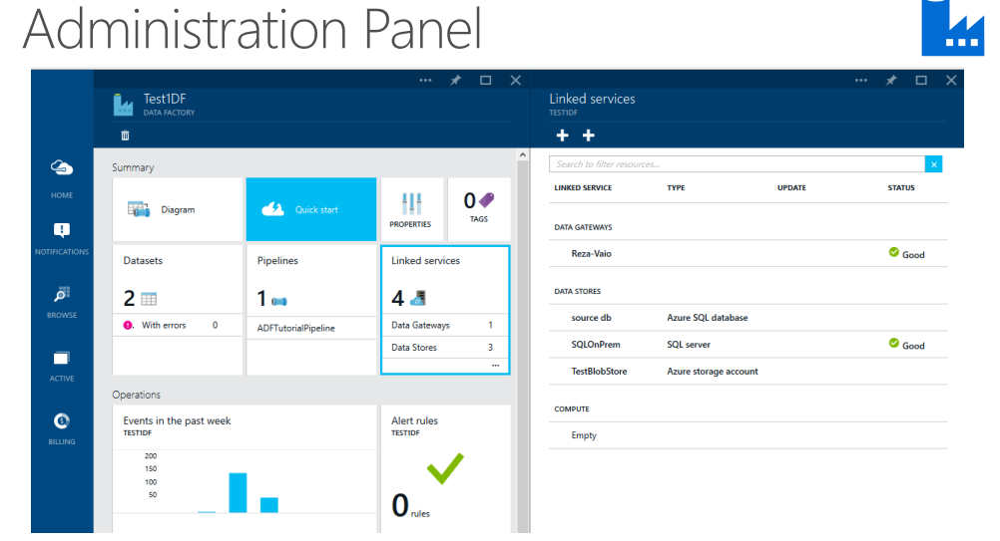 Administration Panel
Test1DF
DATA FACTORY
Linked services
TEST1DF
HOME
NOTIFICATIONS
BROWSE
ACTIVE
BILLING
Summary
Diagram
Quick start
PROPERTIES
0
TAGS
Datasets
2
With errors 0
Pipelines
1
ADFTutorialPipeline
Linked services
4
Data Gateways 1
Data Stores 3
...
Operations
Events in the past week
TEST1DF
200
150
100
50
Alert rules
TEST1DF
0 rules
Search to filter resources...
LINKED SERVICE TYPE UPDATE STATUS
DATA GATEWAYS
Reza-Vaio Good
DATA STORES
source db Azure SQL database
SQLOnPrem SQL server Good
TestBlobStore Azure storage account
COMPUTE
Empty